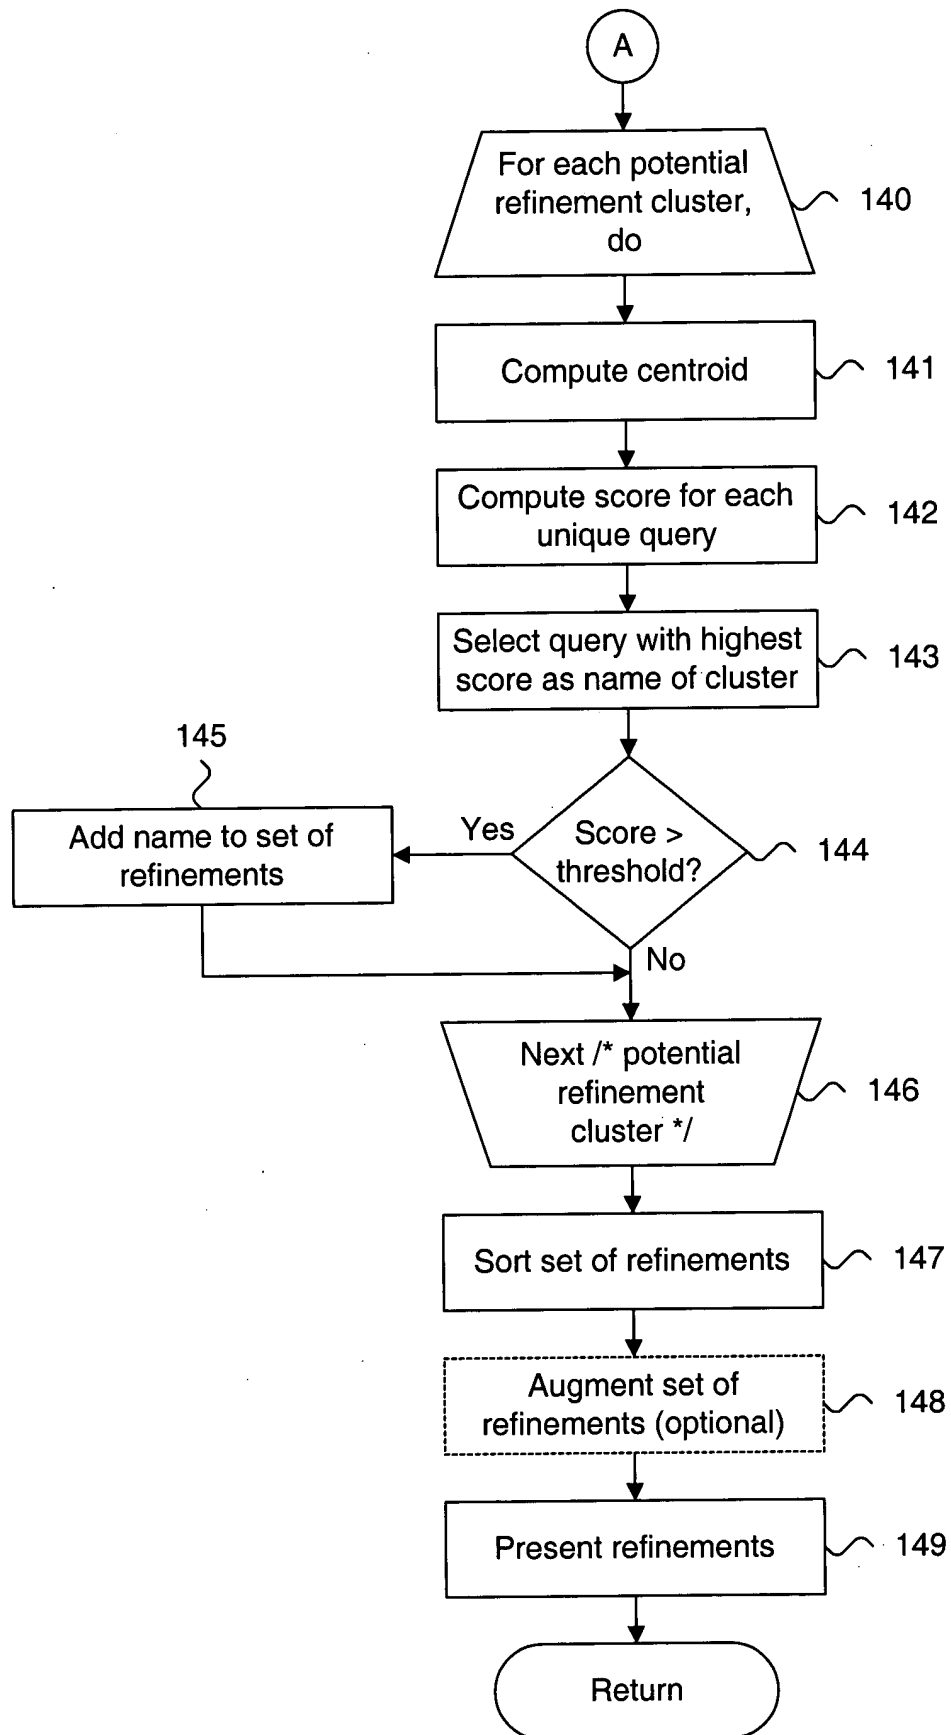 A
For each potential
refinement cluster,
do
140
Compute centroid
141
Compute score for each
unique query
142
Select query with highest
score as name of cluster
143
145
Add name to set of
refinements
Yes
Score >
threshold?
144
No
Next /* potential
refinement
cluster */
146
Sort set of refinements
147
Augment set of
refinements (optional)
148
Present refinements
149
Return